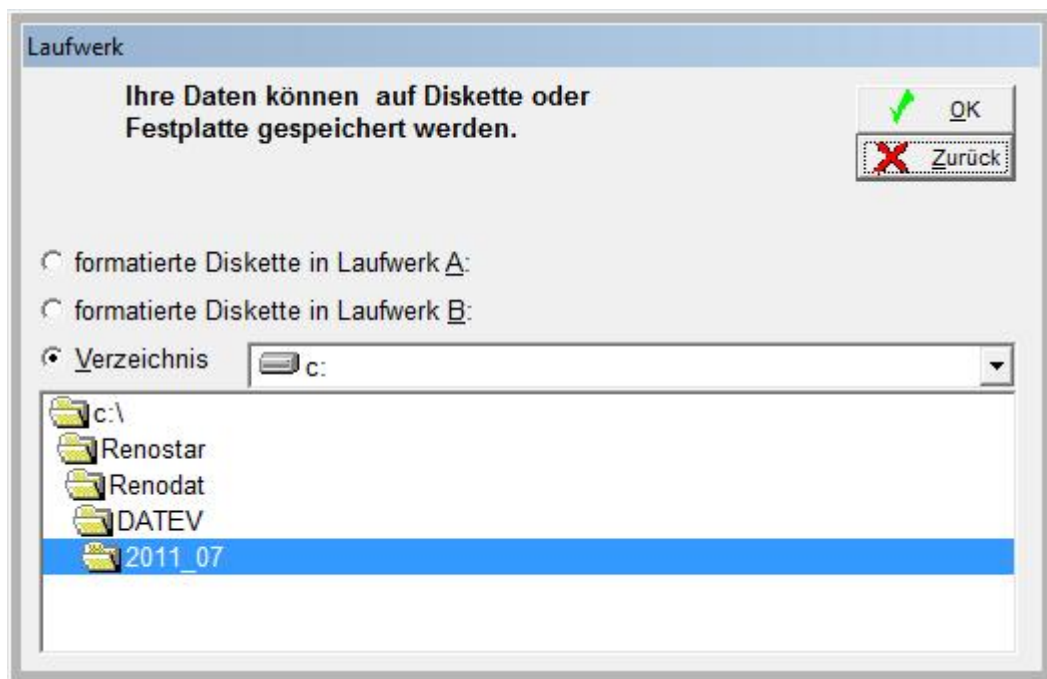 Laufwerk
Ihre Daten können auf Diskette oder
Festplatte gespeichert werden.
OK
Zurück
formatierte Diskette in Laufwerk A:
formatierte Diskette in Laufwerk B:
Verzeichnis c:
c:\
Renostar
Renodat
DATEV
2011_07